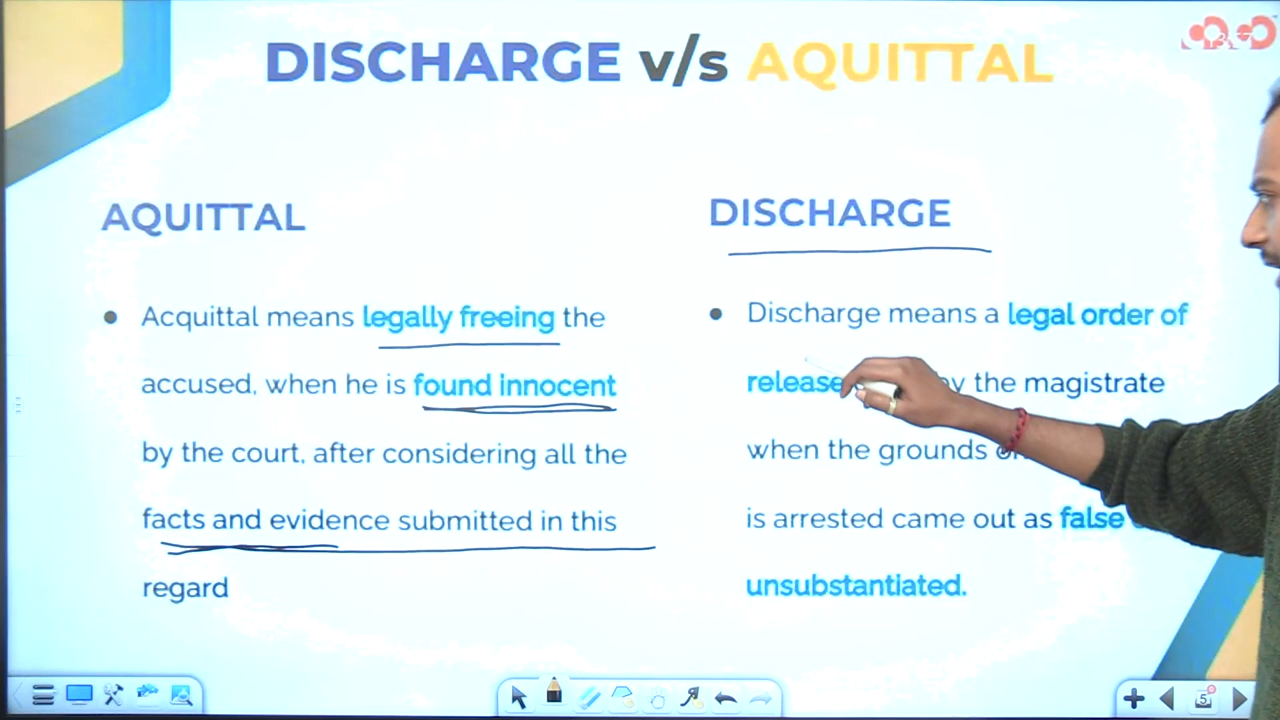 DISCHARGE v/s AQUITTAL
AQUITTAL
Acquittal means legally freeing the
accused, when he is found innocent
by the court, after considering all the
facts and evidence submitted in this
regard
DISCHARGE
Discharge means a legal order of
release by the magistrate
when the grounds
is arrested came out as false
unsubstantiated.
5